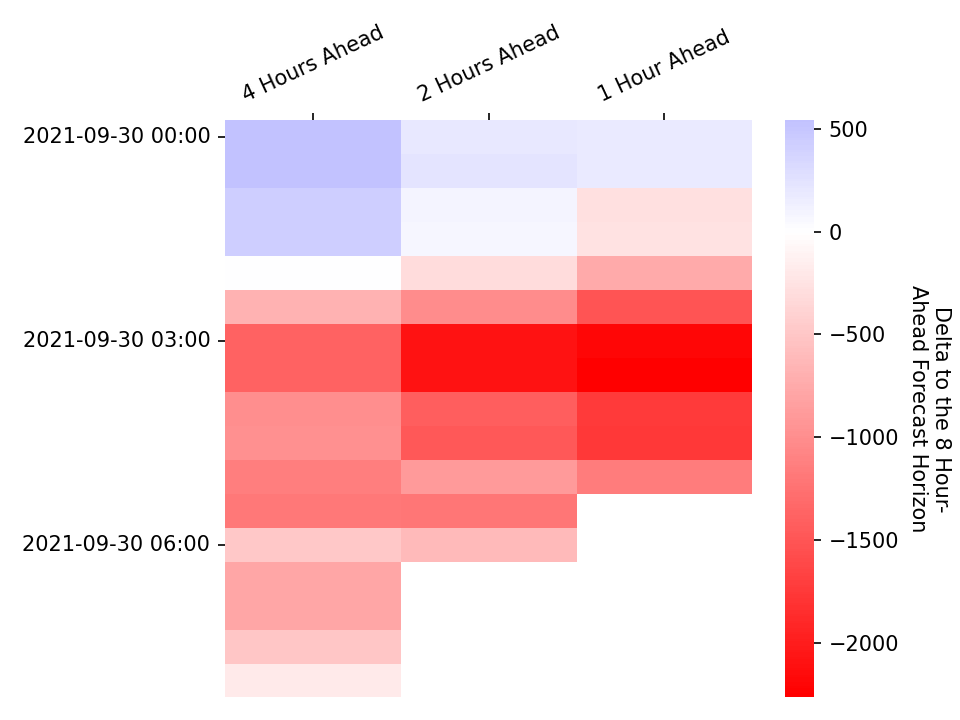 4 Hours Ahead
2 Hours Ahead
1 Hour Ahead
2021-09-30 00:00
2021-09-30 03:00
2021-09-30 06:00
500
0
−500
−1000
−1500
−2000
Delta to the 8 Hour-
Ahead Forecast Horizon